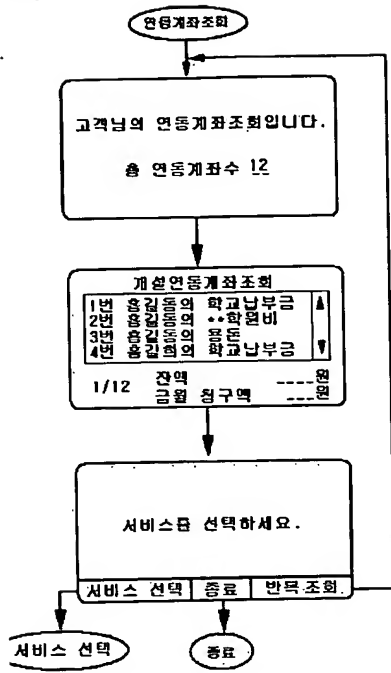 연동계좌조회
고객님의 연동계좌조회입니다.
총 연동계좌수 12
개설연동계좌조회
1번 홍길동의 학교납부금
2번 홍길동의 ••학원비
3번 홍길동의 용돈
4번 홍길현의 학교납부금
1/12 잔액 ____원
금월 청구액 ___원
서비스를 선택하세요.
서비스 선택 종료 반복조회
서비스 선택 종료